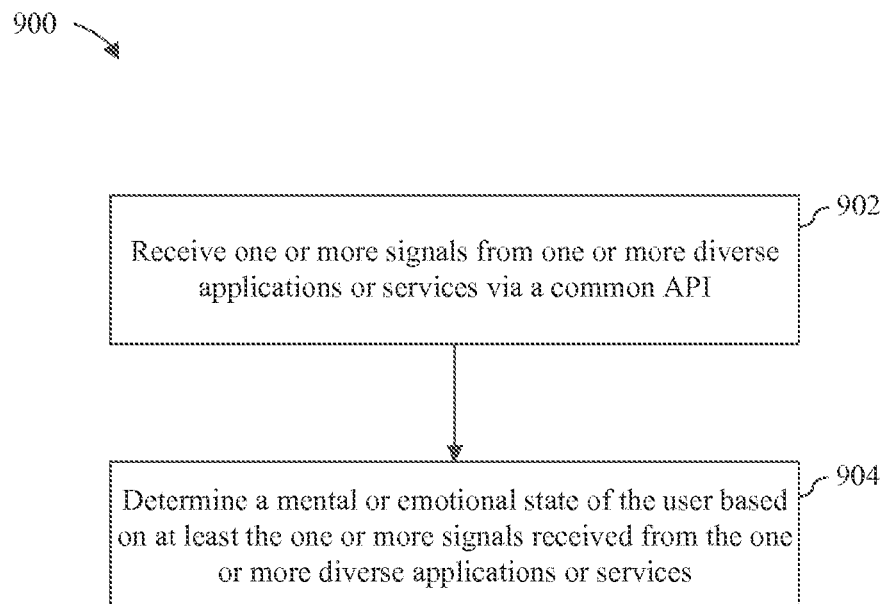 900
902
Receive one or more signals from one or more diverse
applications or services via a common API
904
Determine a mental or emotional state of the user based
on at least the one or more signals received from the one
or more diverse applications or services